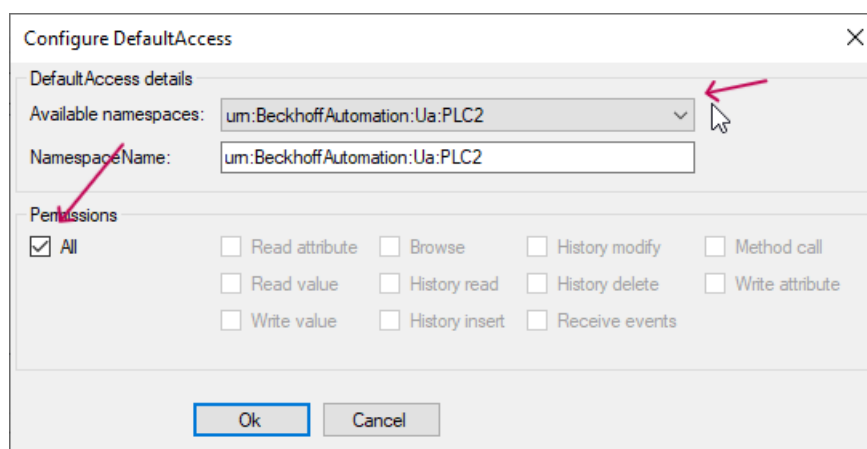 Configure DefaultAccess
DefaultAccess details
Available namespaces: urn:BeckhoffAutomation:Ua:PLC2
NamespaceName: urn:BeckhoffAutomation:Ua:PLC2
Permissions
All Read attribute Browse History modify Method call
Read value History read History delete Write attribute
Write value History insert Receive events
Ok Cancel